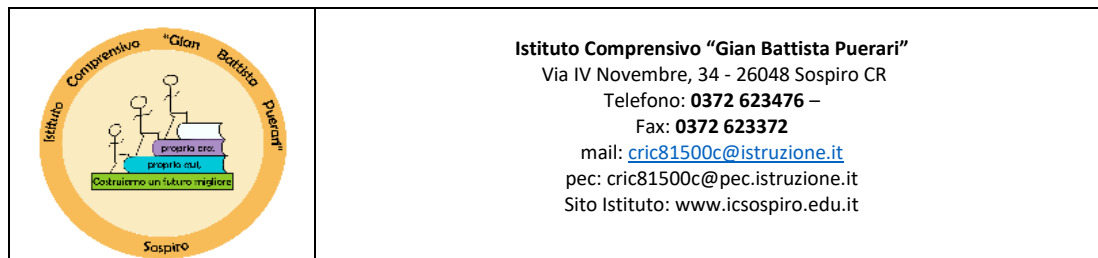 Istituto Comprensivo "Gian Battista Puerari"
Sospiro
proprio ora,
proprio qui,
Costruiamo un futuro migliore
Istituto Comprensivo “Gian Battista Puerari”
Via IV Novembre, 34 - 26048 Sospiro CR
Telefono: 0372 623476 –
Fax: 0372 623372
mail: cric81500c@istruzione.it
pec: cric81500c@pec.istruzione.it
Sito Istituto: www.icsospiro.edu.it